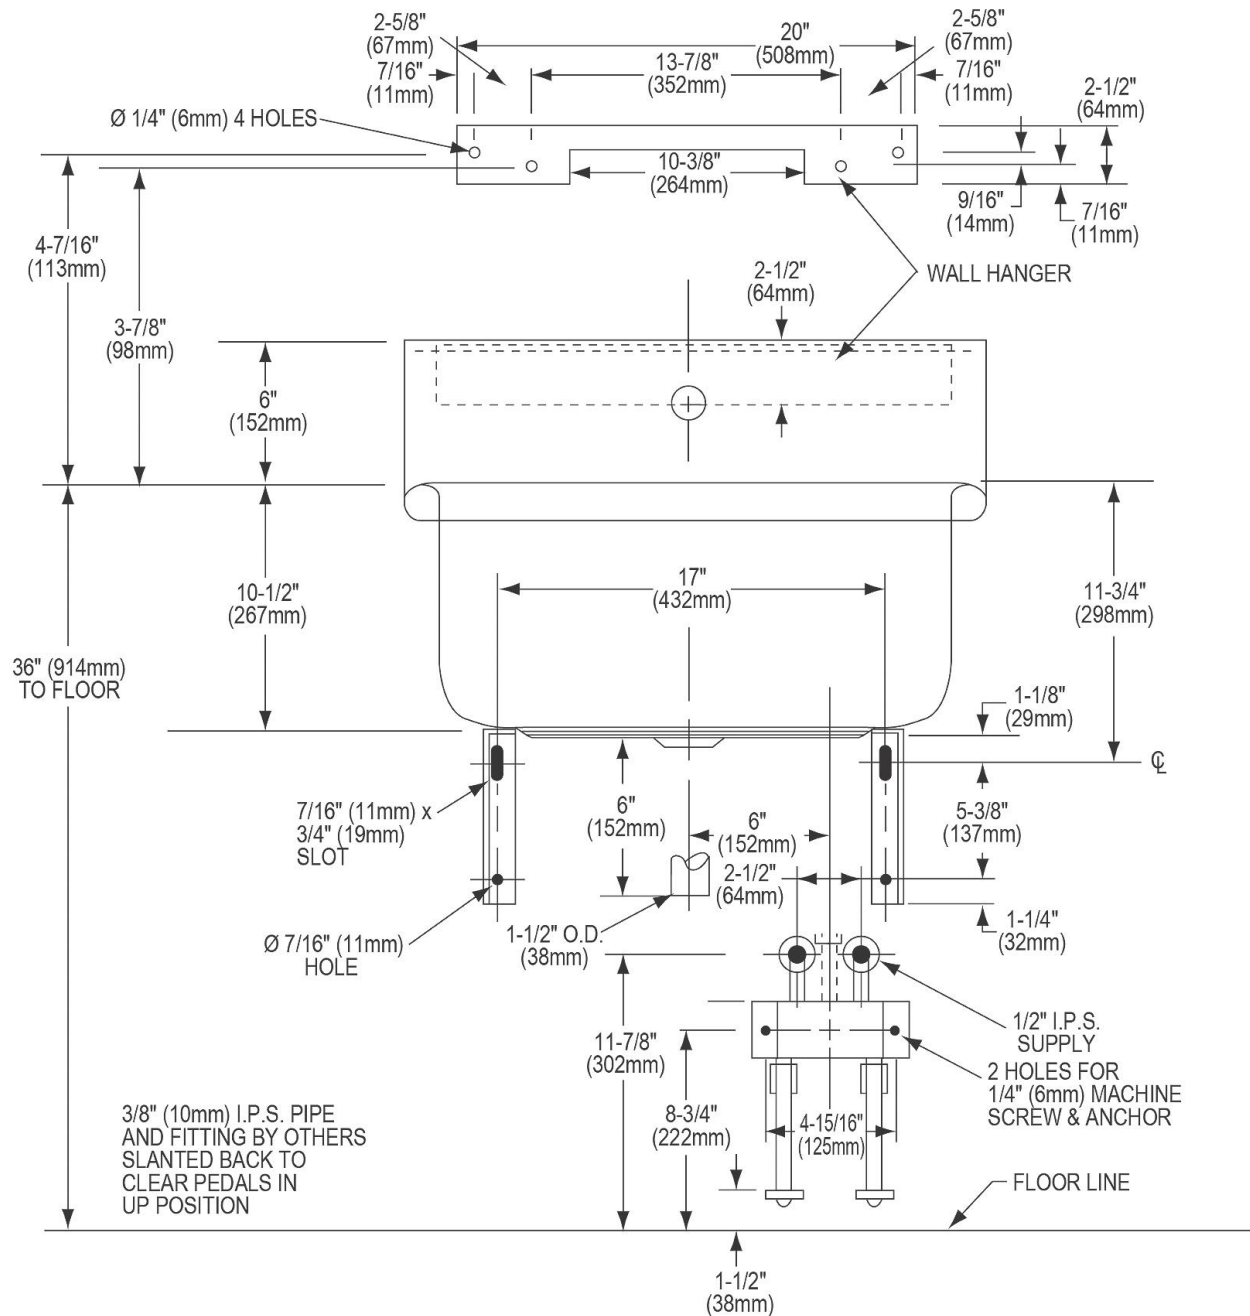 2-5/8"
(67mm)
20"
(508mm)
2-5/8"
(67mm)
7/16"
(11mm)
13-7/8"
(352mm)
7/16"
(11mm)
2-1/2"
(64mm)
Ø 1/4" (6mm) 4 HOLES
10-3/8"
(264mm)
9/16"
(14mm)
7/16"
(11mm)
4-7/16"
(113mm)
2-1/2"
(64mm)
WALL HANGER
3-7/8"
(98mm)
6"
(152mm)
10-1/2"
(267mm)
17"
(432mm)
11-3/4"
(298mm)
36" (914mm)
TO FLOOR
1-1/8"
(29mm)
℄
7/16" (11mm) x
3/4" (19mm)
SLOT
6"
(152mm)
6"
(152mm)
5-3/8"
(137mm)
2-1/2"
(64mm)
Ø 7/16" (11mm)
HOLE
1-1/2" O.D.
(38mm)
1-1/4"
(32mm)
1/2" I.P.S.
SUPPLY
11-7/8"
(302mm)
2 HOLES FOR
1/4" (6mm) MACHINE
SCREW & ANCHOR
8-3/4"
(222mm)
4-15/16"
(125mm)
3/8" (10mm) I.P.S. PIPE
AND FITTING BY OTHERS
SLANTED BACK TO
CLEAR PEDALS IN
UP POSITION
FLOOR LINE
1-1/2"
(38mm)